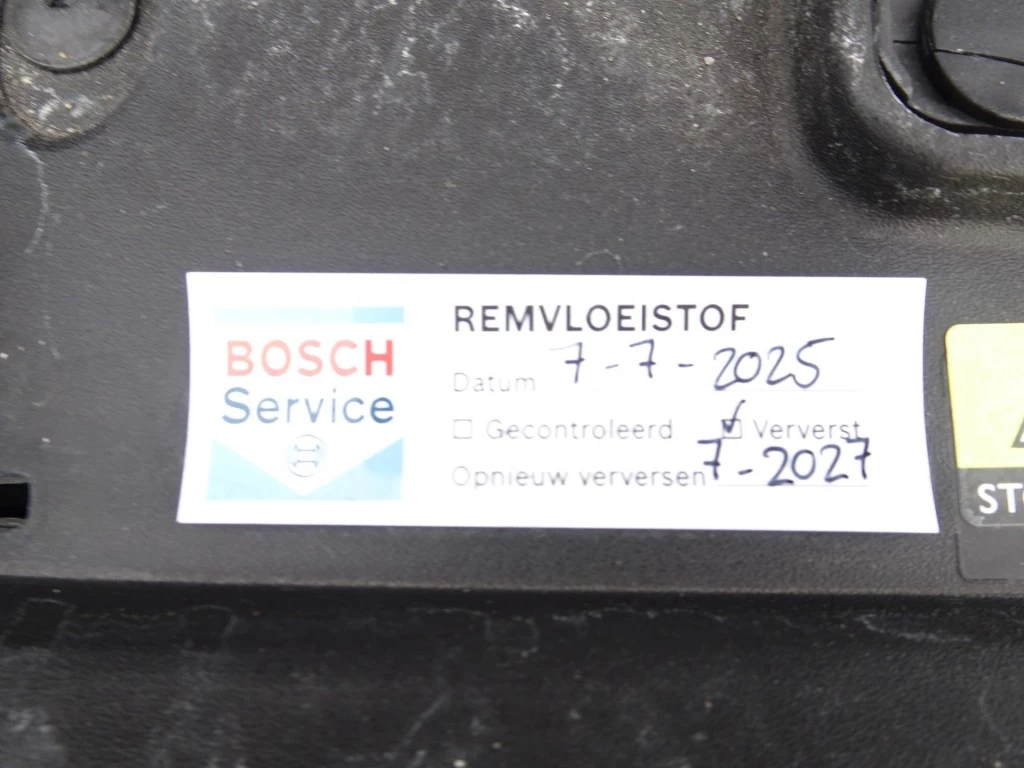 BOSCH
Service
REMVLOEISTOF
Datum 7-7-2025
☐ Gecontroleerd ☑ Ververst
Opnieuw verversen 7-2027